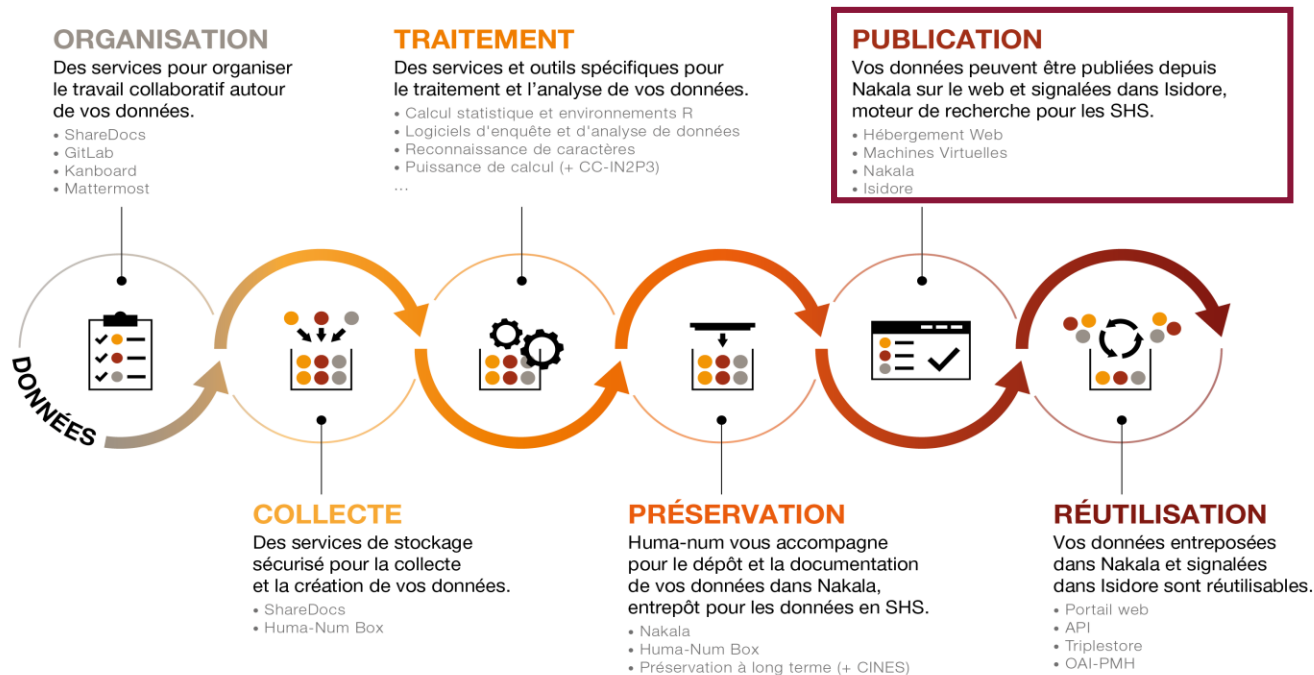 ORGANISATION
Des services pour organiser
le travail collaboratif autour
de vos données.
• ShareDocs
• GitLab
• Kanboard
• Mattermost
TRAITEMENT
Des services et outils spécifiques pour
le traitement et l'analyse de vos données.
• Calcul statistique et environnements R
• Logiciels d'enquête et d'analyse de données
• Reconnaissance de caractères
• Puissance de calcul (+ CC-IN2P3)
...
PUBLICATION
Vos données peuvent être publiées depuis
Nakala sur le web et signalées dans Isidore,
moteur de recherche pour les SHS.
• Hébergement Web
• Machines Virtuelles
• Nakala
• Isidore
DONNÉES
COLLECTE
Des services de stockage
sécurisé pour la collecte
et la création de vos données.
• ShareDocs
• Huma-Num Box
PRÉSERVATION
Huma-num vous accompagne
pour le dépôt et la documentation
de vos données dans Nakala,
entrepôt pour les données en SHS.
• Nakala
• Huma-Num Box
• Préservation à long terme (+ CINES)
RÉUTILISATION
Vos données entreposées
dans Nakala et signalées
dans Isidore sont réutilisables.
• Portail web
• API
• Triplestore
• OAI-PMH